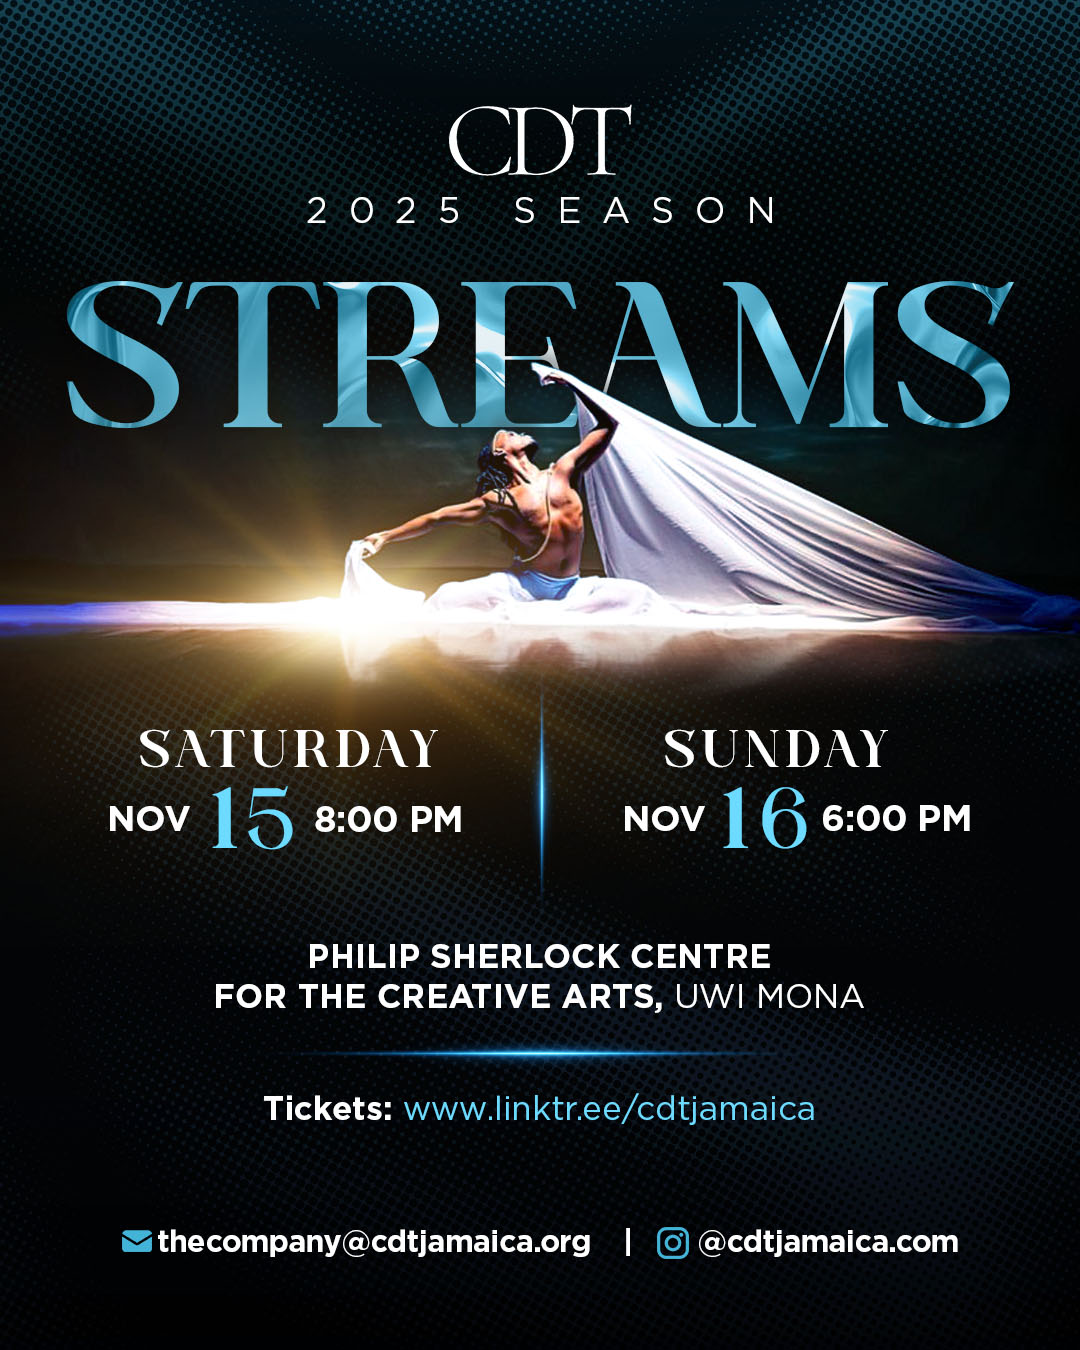 CDT
2025 SEASON
STREAMS
SATURDAY
NOV 15 8:00 PM
SUNDAY
NOV 16 6:00 PM
PHILIP SHERLOCK CENTRE
FOR THE CREATIVE ARTS, UWI MONA
Tickets: www.linktr.ee/cdtjamaica
thecompany@cdtjamaica.org | @cdtjamaica.com